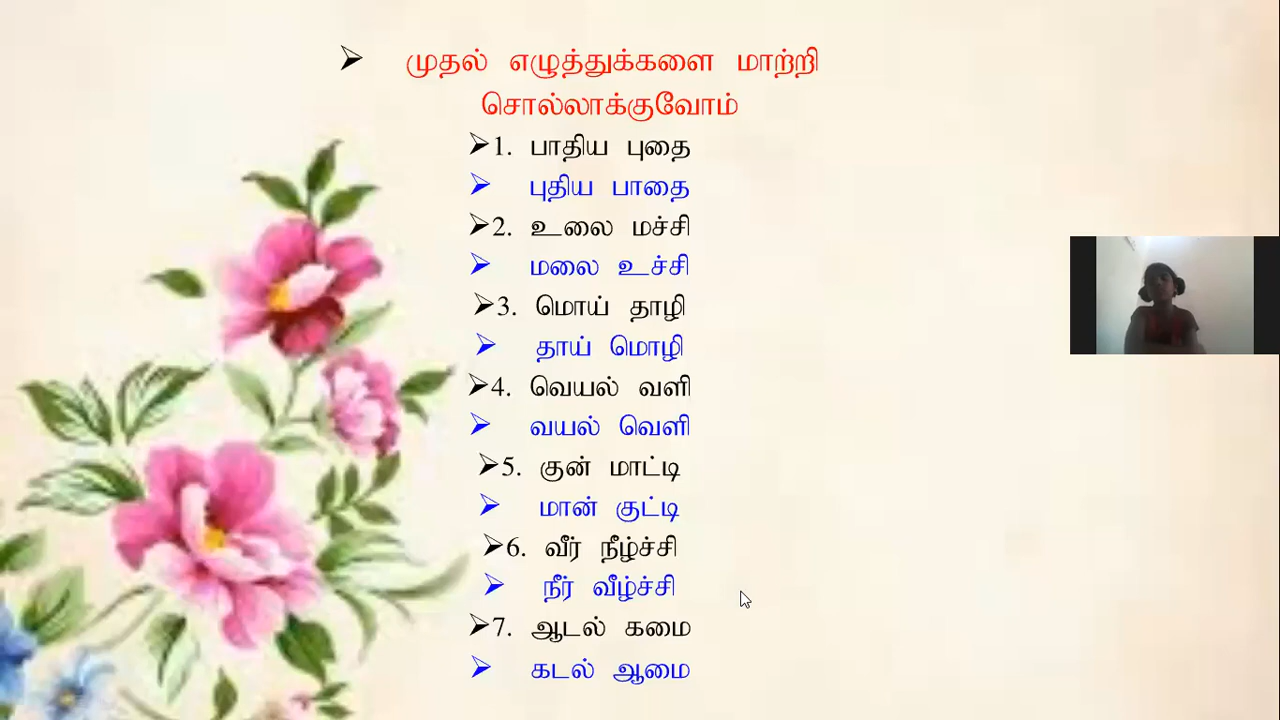 முதல் எழுத்துக்களை மாற்றி
சொல்லாக்குவோம்
1. பாதிய புதை
புதிய பாதை
2. உலை மச்சி
மலை உச்சி
3. மொய் தாழி
தாய் மொழி
4. வெயல் வளி
வயல் வெளி
5. குன் மாட்டி
மான் குட்டி
6. வீர் நீழ்ச்சி
நீர் வீழ்ச்சி
7. ஆடல் கமை
கடல் ஆமை